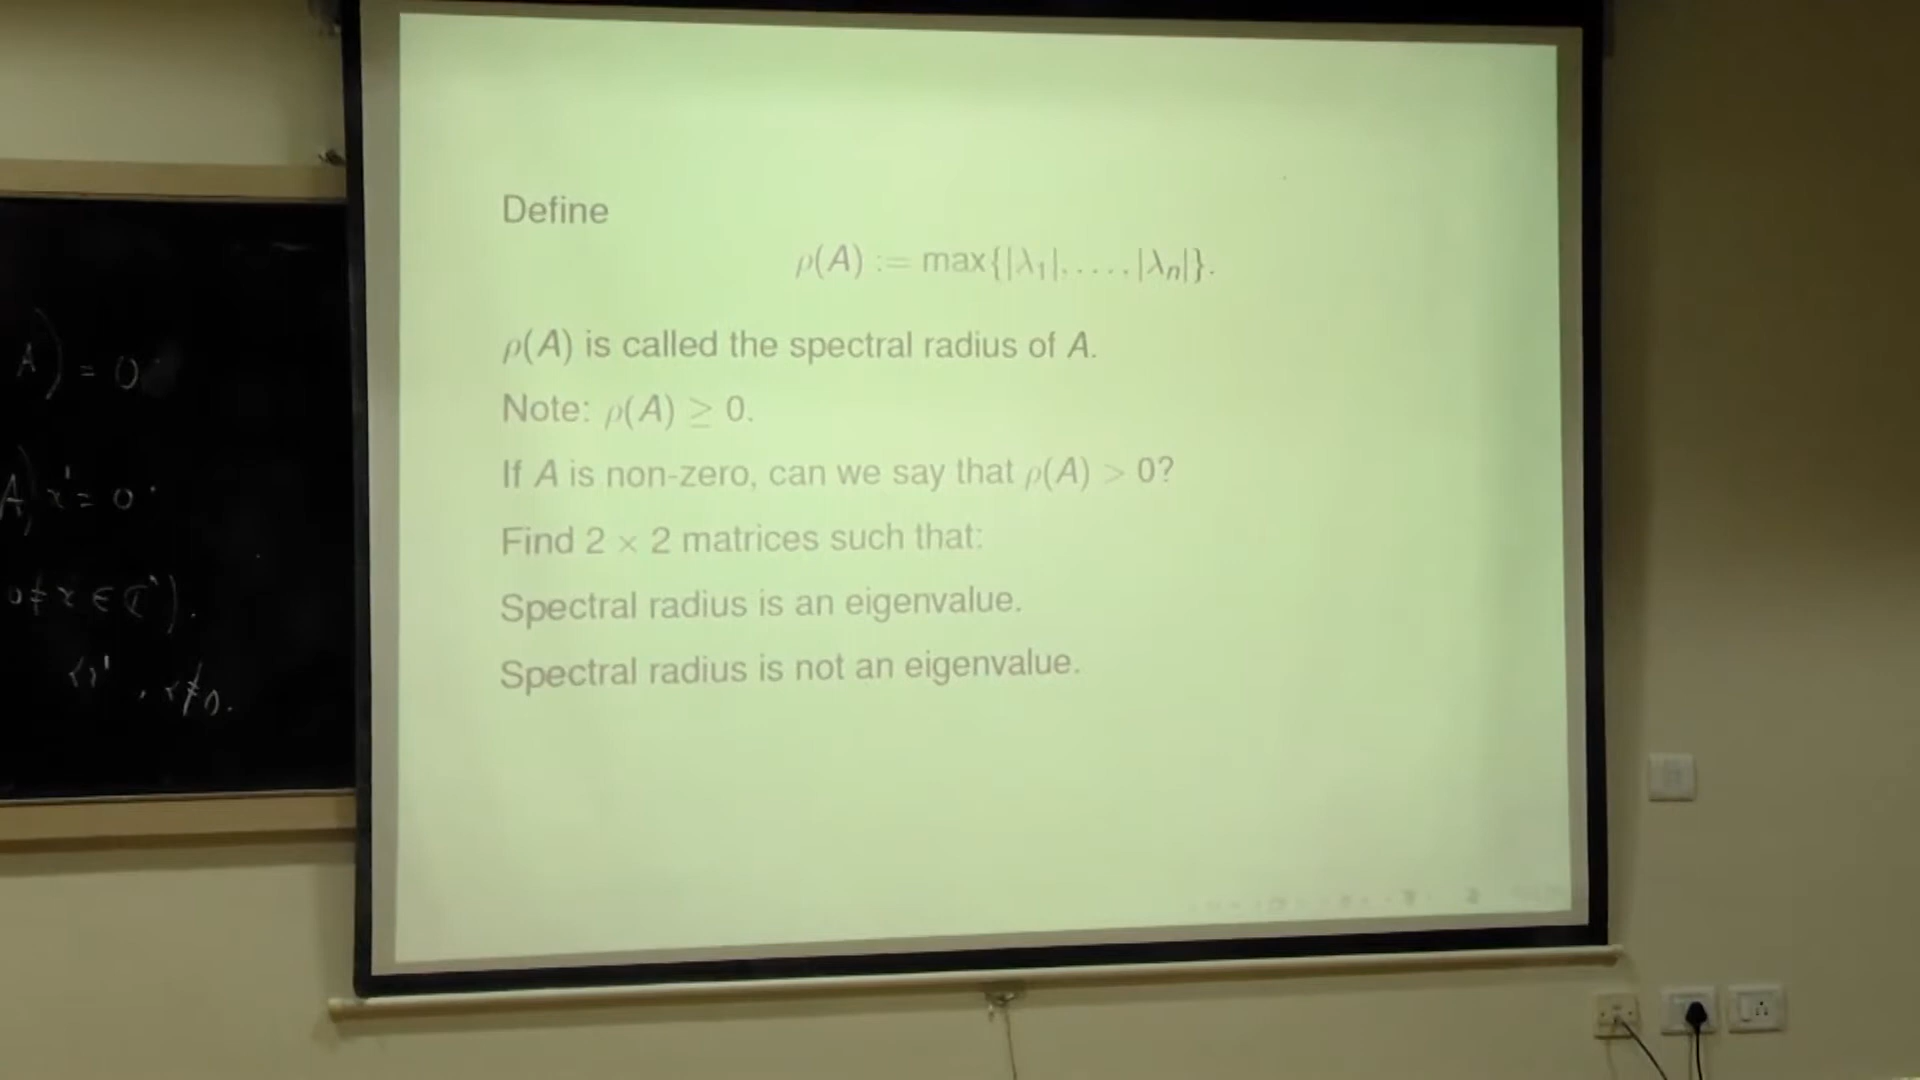 A) = 0
A) x' = 0
0 ≠ x ∈ ℂ').
Define
ρ(A) := max{|λ₁|, . . . , |λₙ|}.
ρ(A) is called the spectral radius of A.
Note: ρ(A) ≥ 0.
If A is non-zero, can we say that ρ(A) > 0?
Find 2 × 2 matrices such that:
Spectral radius is an eigenvalue.
Spectral radius is not an eigenvalue.